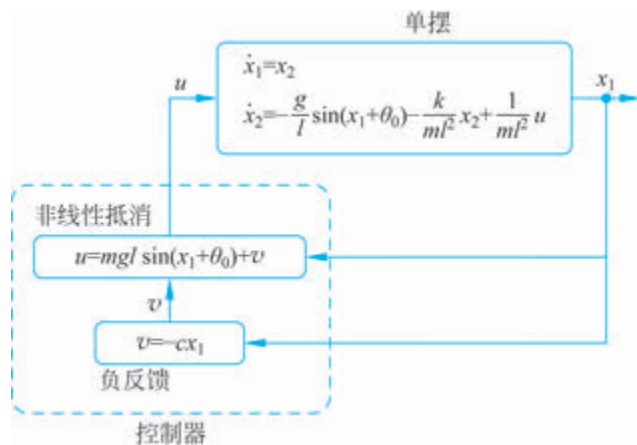 单摆
ẋ₁=x₂
ẋ₂=-g/l sin(x₁+θ₀)-k/ml² x₂+1/ml² u
u
x₁
非线性抵消
u=mgl sin(x₁+θ₀)+v
v
v=-cx₁
负反馈
控制器